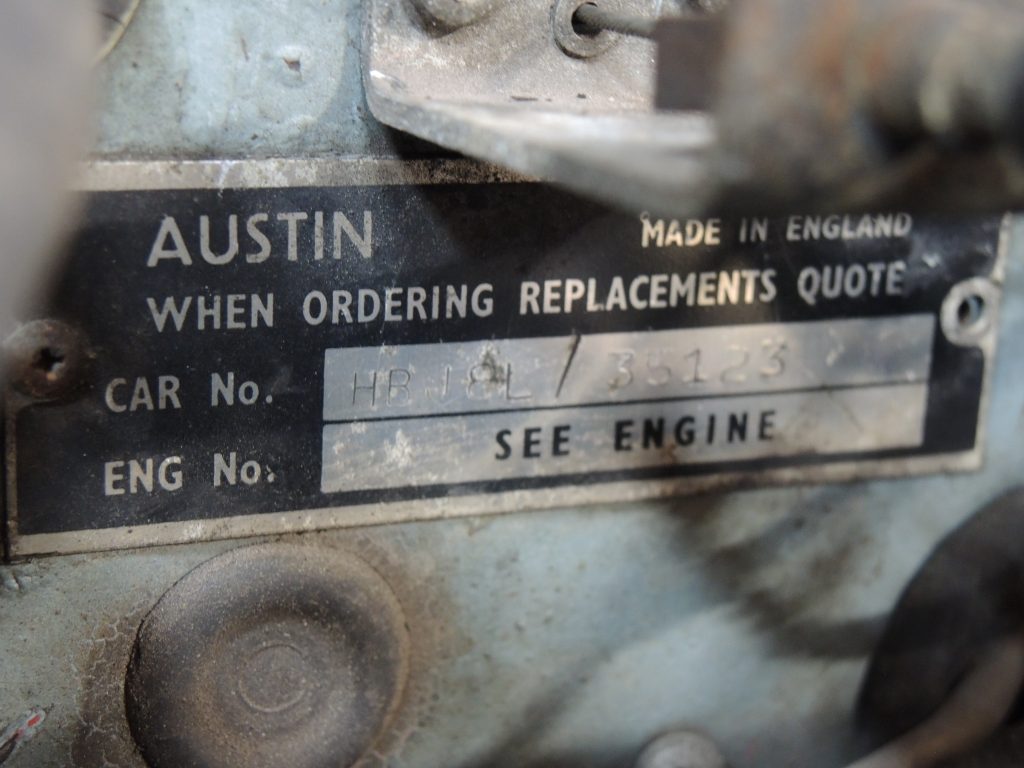 AUSTIN
MADE IN ENGLAND
WHEN ORDERING REPLACEMENTS QUOTE
CAR No. HBJ8L/35123
ENG No. SEE ENGINE